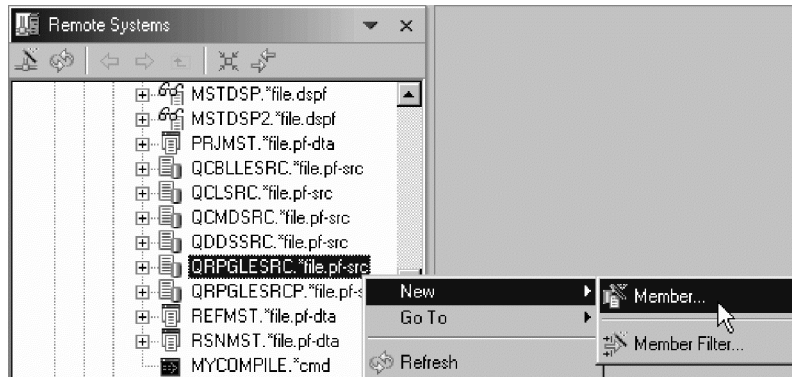 Remote Systems
MSTDSP.*file.dspf
MSTDSP2.*file.dspf
PRJMST.*file.pf-dta
QCBLLESRC.*file.pf-src
QCLSRC.*file.pf-src
QCMDSRC.*file.pf-src
QDDSSRC.*file.pf-src
QRPGLESRC.*file.pf-src
QRPGLESRCP.*file.pf-s
REFMST.*file.pf-dta
RSNMST.*file.pf-dta
MYCOMPILE.*cmd
New
Go To
Refresh
Member...
Member Filter...